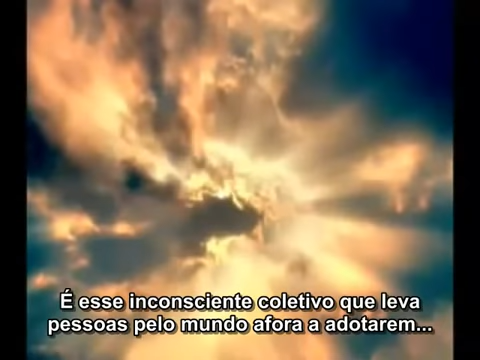 É esse inconsciente coletivo que leva
pessoas pelo mundo afora a adotarem...